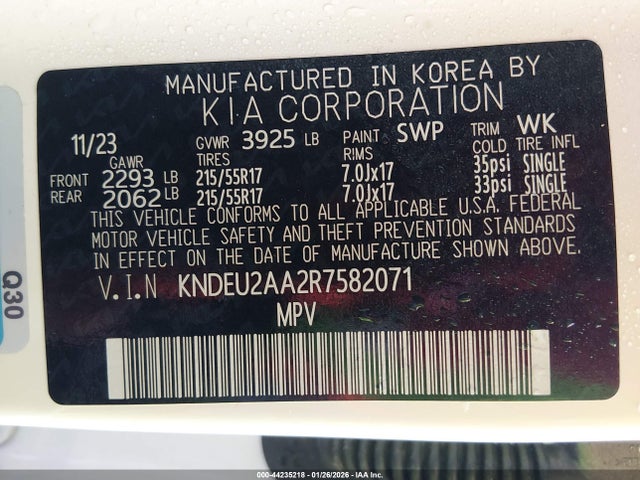 MANUFACTURED IN KOREA BY
KIA CORPORATION
11/23 GVWR 3925 LB PAINT SWP TRIM WK
GAWR TIRES RIMS COLD TIRE INFL
FRONT 2293 LB 215/55R17 7.0Jx17 35psi SINGLE
REAR 2062 LB 215/55R17 7.0Jx17 33psi SINGLE
THIS VEHICLE CONFORMS TO ALL APPLICABLE U.S.A. FEDERAL
MOTOR VEHICLE SAFETY AND THEFT PREVENTION STANDARDS
IN EFFECT ON THE DATE OF MANUFACTURE SHOWN ABOVE.
V.I.N KNDEU2AA2R7582071
MPV
Q30
000-44235218 | 01/26/2026 | IAA Inc.